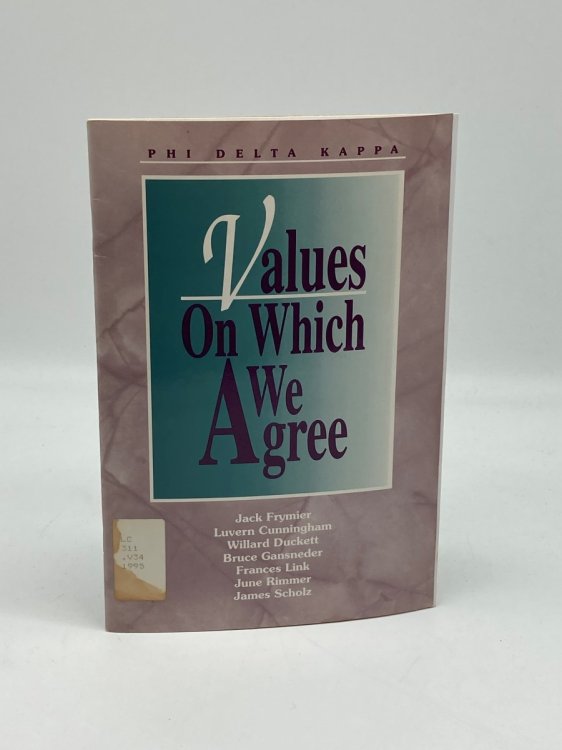 PHI DELTA KAPPA
Values
On Which
We
Agree
Jack Frymier
Luvern Cunningham
Willard Duckett
Bruce Gansneder
Frances Link
June Rimmer
James Scholz
LC
311
.V34
1995